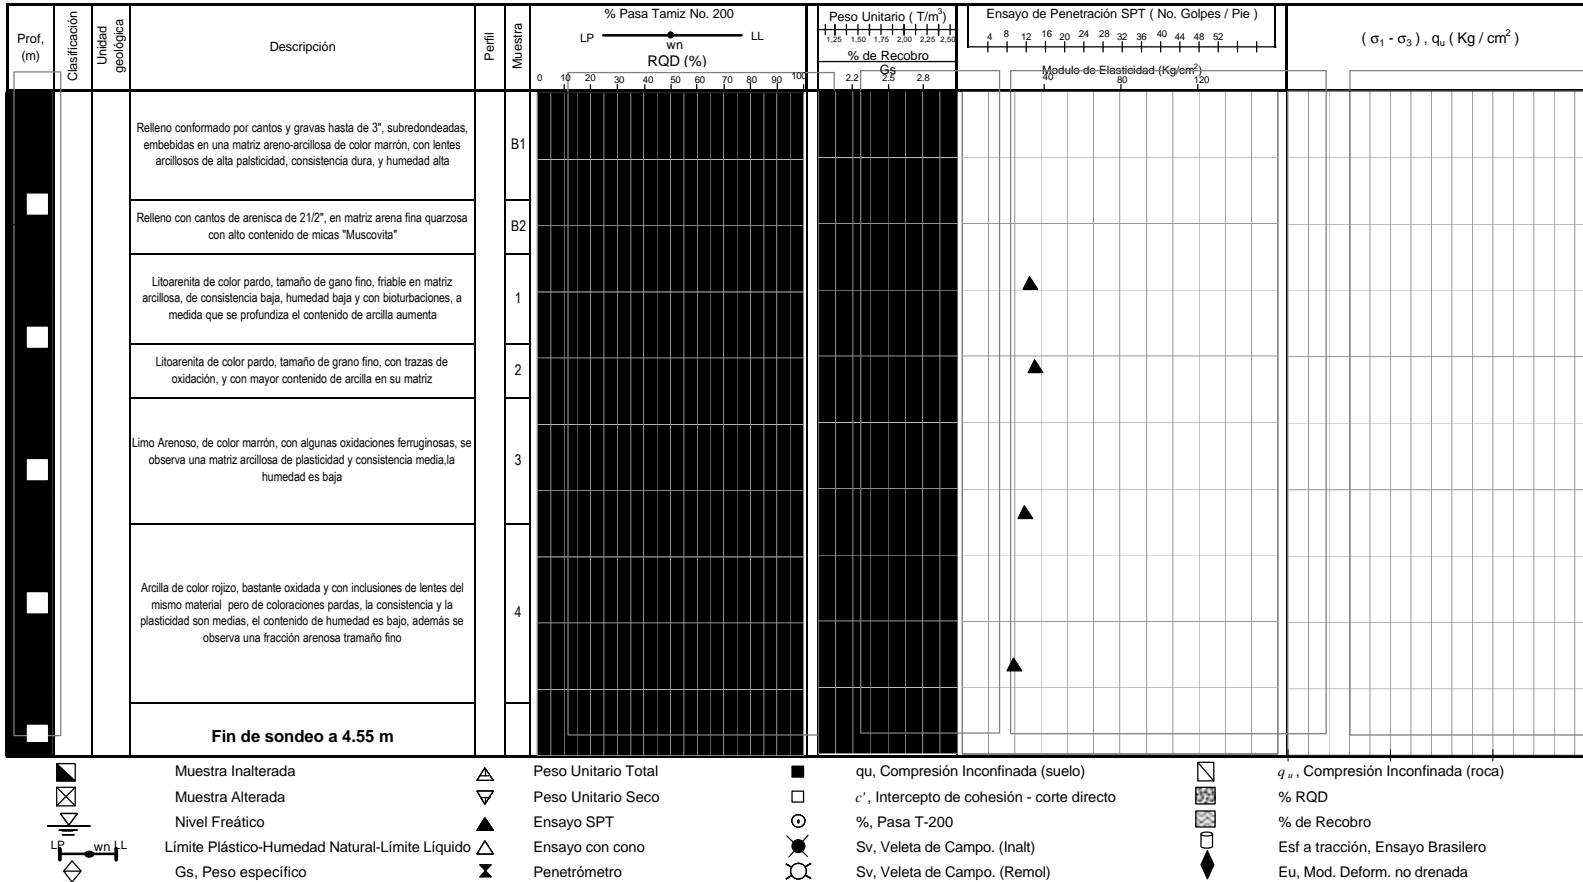 Prof,
(m)
Clasificación
Unidad
geológica
Descripción
Perfil
Muestra
% Pasa Tamiz No. 200
LP
wn
LL
RQD (%)
0 10 20 30 40 50 60 70 80 90 100
Peso Unitario ( T/m3)
1,25 1,50 1,75 2,00 2,25 2,50
% de Recobro
Gs
2.2 2.5 2.8
Ensayo de Penetración SPT ( No. Golpes / Pie )
4 8 12 16 20 24 28 32 36 40 44 48 52
Modulo de Elasticidad (Kg/cm2)
40 80 120
( σ1 - σ3 ) , qu ( Kg / cm2 )
Relleno conformado por cantos y gravas hasta de 3", subredondeadas,
embebidas en una matriz areno-arcillosa de color marrón, con lentes
arcillosos de alta palsticidad, consistencia dura, y humedad alta
B1
Relleno con cantos de arenisca de 21/2", en matriz arena fina quarzosa
con alto contenido de micas "Muscovita"
B2
Litoarenita de color pardo, tamaño de gano fino, friable en matriz
arcillosa, de consistencia baja, humedad baja y con bioturbaciones, a
medida que se profundiza el contenido de arcilla aumenta
1
Litoarenita de color pardo, tamaño de grano fino, con trazas de
oxidación, y con mayor contenido de arcilla en su matriz
2
Limo Arenoso, de color marrón, con algunas oxidaciones ferruginosas, se
observa una matriz arcillosa de plasticidad y consistencia media,la
humedad es baja
3
Arcilla de color rojizo, bastante oxidada y con inclusiones de lentes del
mismo material pero de coloraciones pardas, la consistencia y la
plasticidad son medias, el contenido de humedad es bajo, además se
observa una fracción arenosa tramaño fino
4
Fin de sondeo a 4.55 m
Muestra Inalterada
Peso Unitario Total
qu, Compresión Inconfinada (suelo)
qu, Compresión Inconfinada (roca)
Muestra Alterada
Peso Unitario Seco
c', Intercepto de cohesión - corte directo
% RQD
Nivel Freático
Ensayo SPT
%, Pasa T-200
% de Recobro
LP wn LL
Límite Plástico-Humedad Natural-Límite Líquido
Ensayo con cono
Sv, Veleta de Campo. (Inalt)
Esf a tracción, Ensayo Brasilero
Gs, Peso específico
Penetrómetro
Sv, Veleta de Campo. (Remol)
Eu, Mod. Deform. no drenada